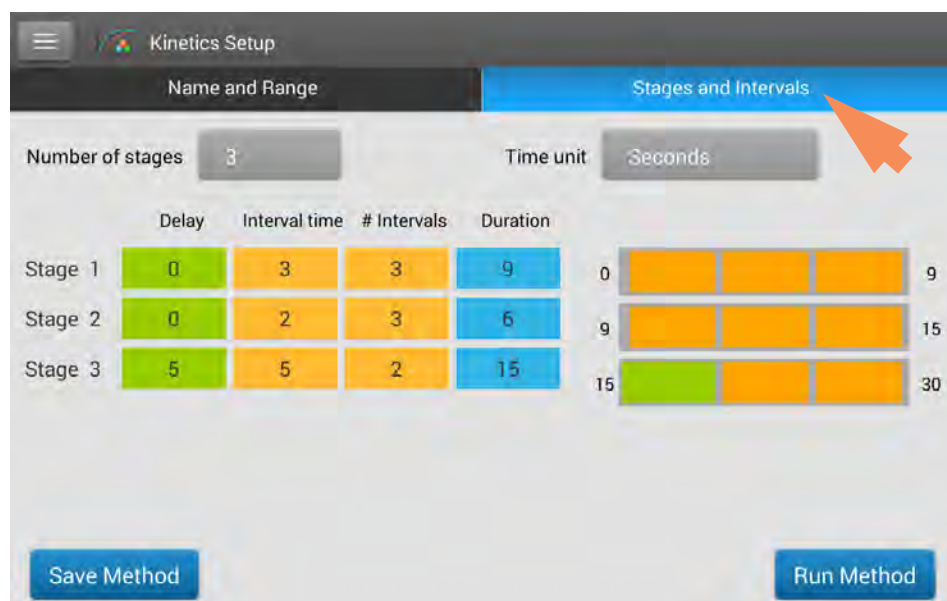 Kinetics Setup
Name and Range Stages and Intervals
Number of stages 3 Time unit Seconds
Delay Interval time # Intervals Duration
Stage 1 0 3 3 9 0 9
Stage 2 0 2 3 6 9 15
Stage 3 5 5 2 15 15 30
Save Method Run Method